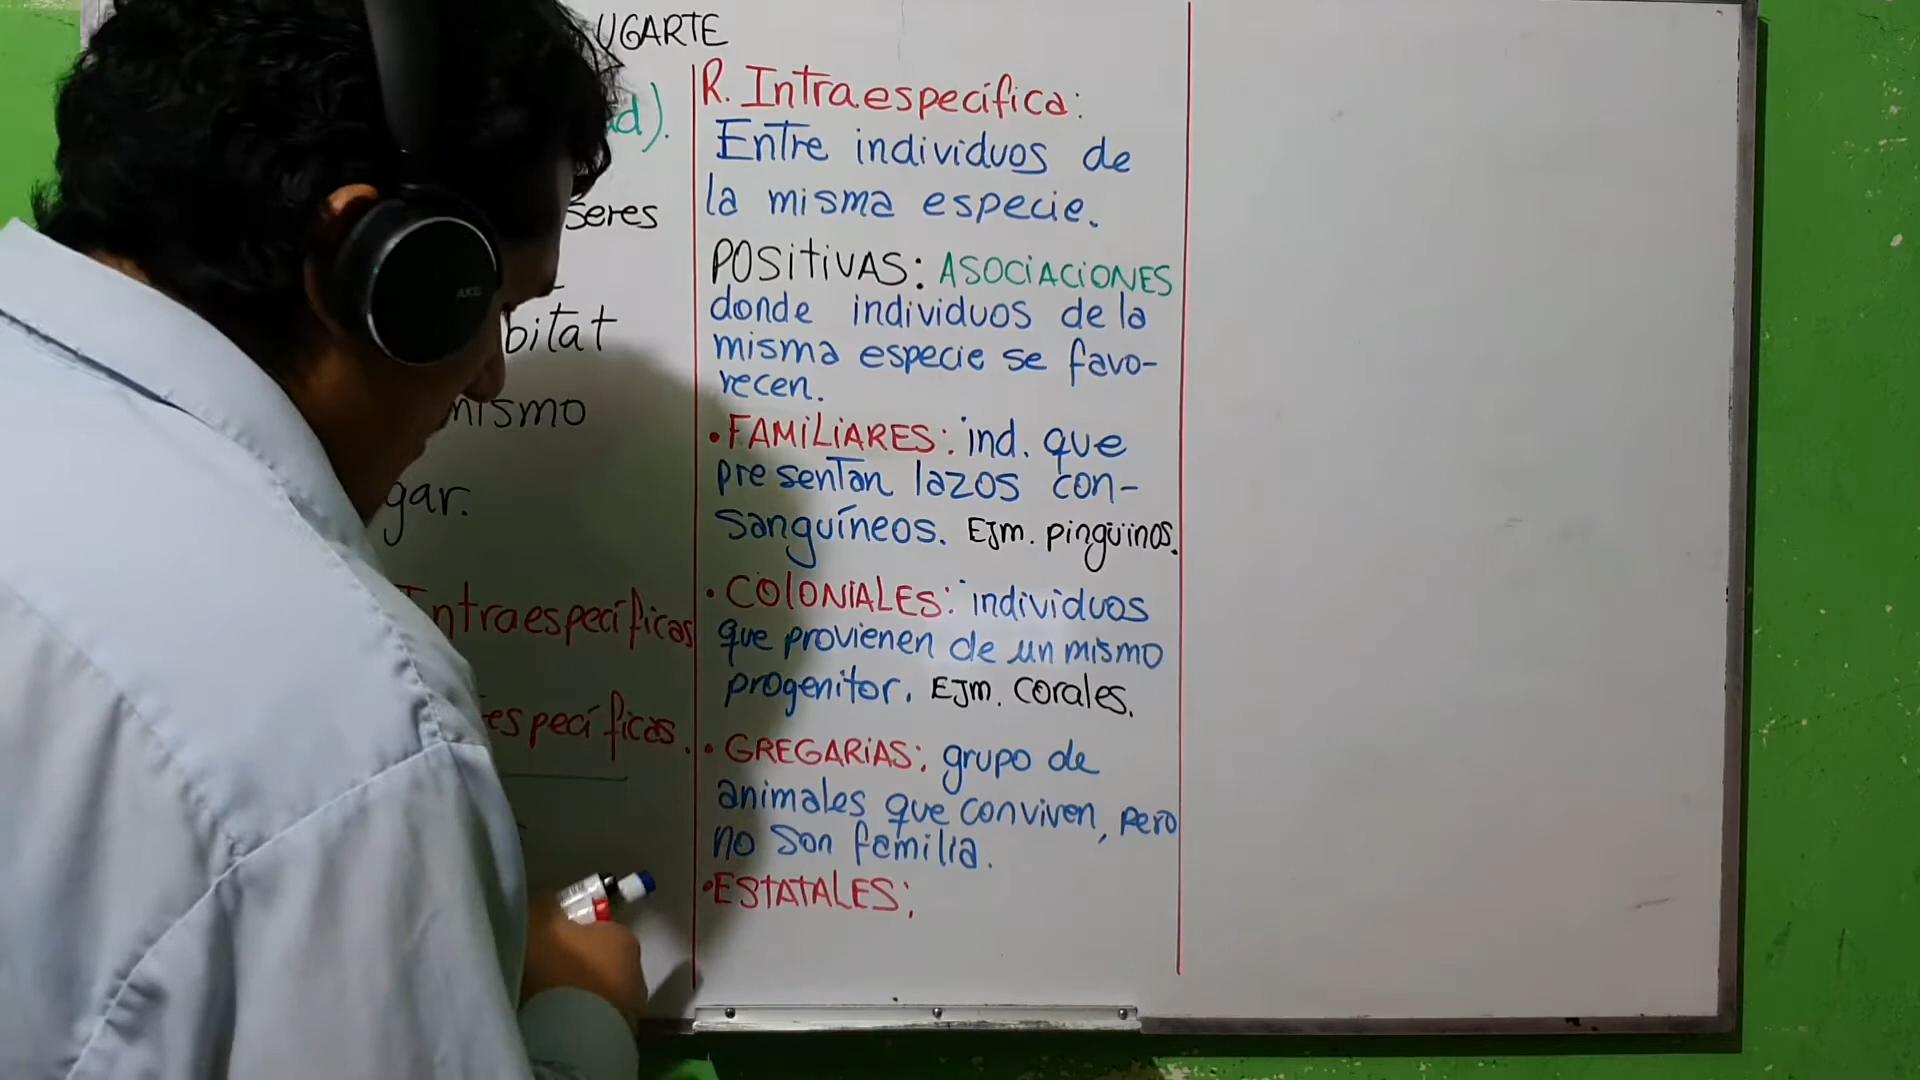 UGARTE
seres
bitat
mismo
gar.
Intraespecíficas
específicas.
R. Intraespecífica:
Entre individuos de
la misma especie.
POSITIVAS: ASOCIACIONES
donde individuos de la
misma especie se favo-
recen.
• FAMILIARES: ind. que
presentan lazos con-
sanguíneos. Ejm. pingüinos.
• COLONIALES: individuos
que provienen de un mismo
progenitor. Ejm. corales.
• GREGARIAS: grupo de
animales que conviven, pero
no son familia.
• ESTATALES: